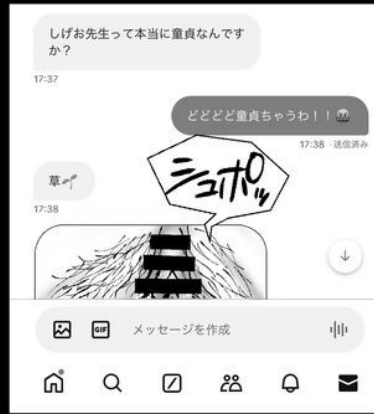 しげお先生って本当に童貞なんです
か？
17:37
どどどど童貞ちゃうわ！！
17:38 · 送信済み
草
17:38
シュポッ
GIF
メッセージを作成